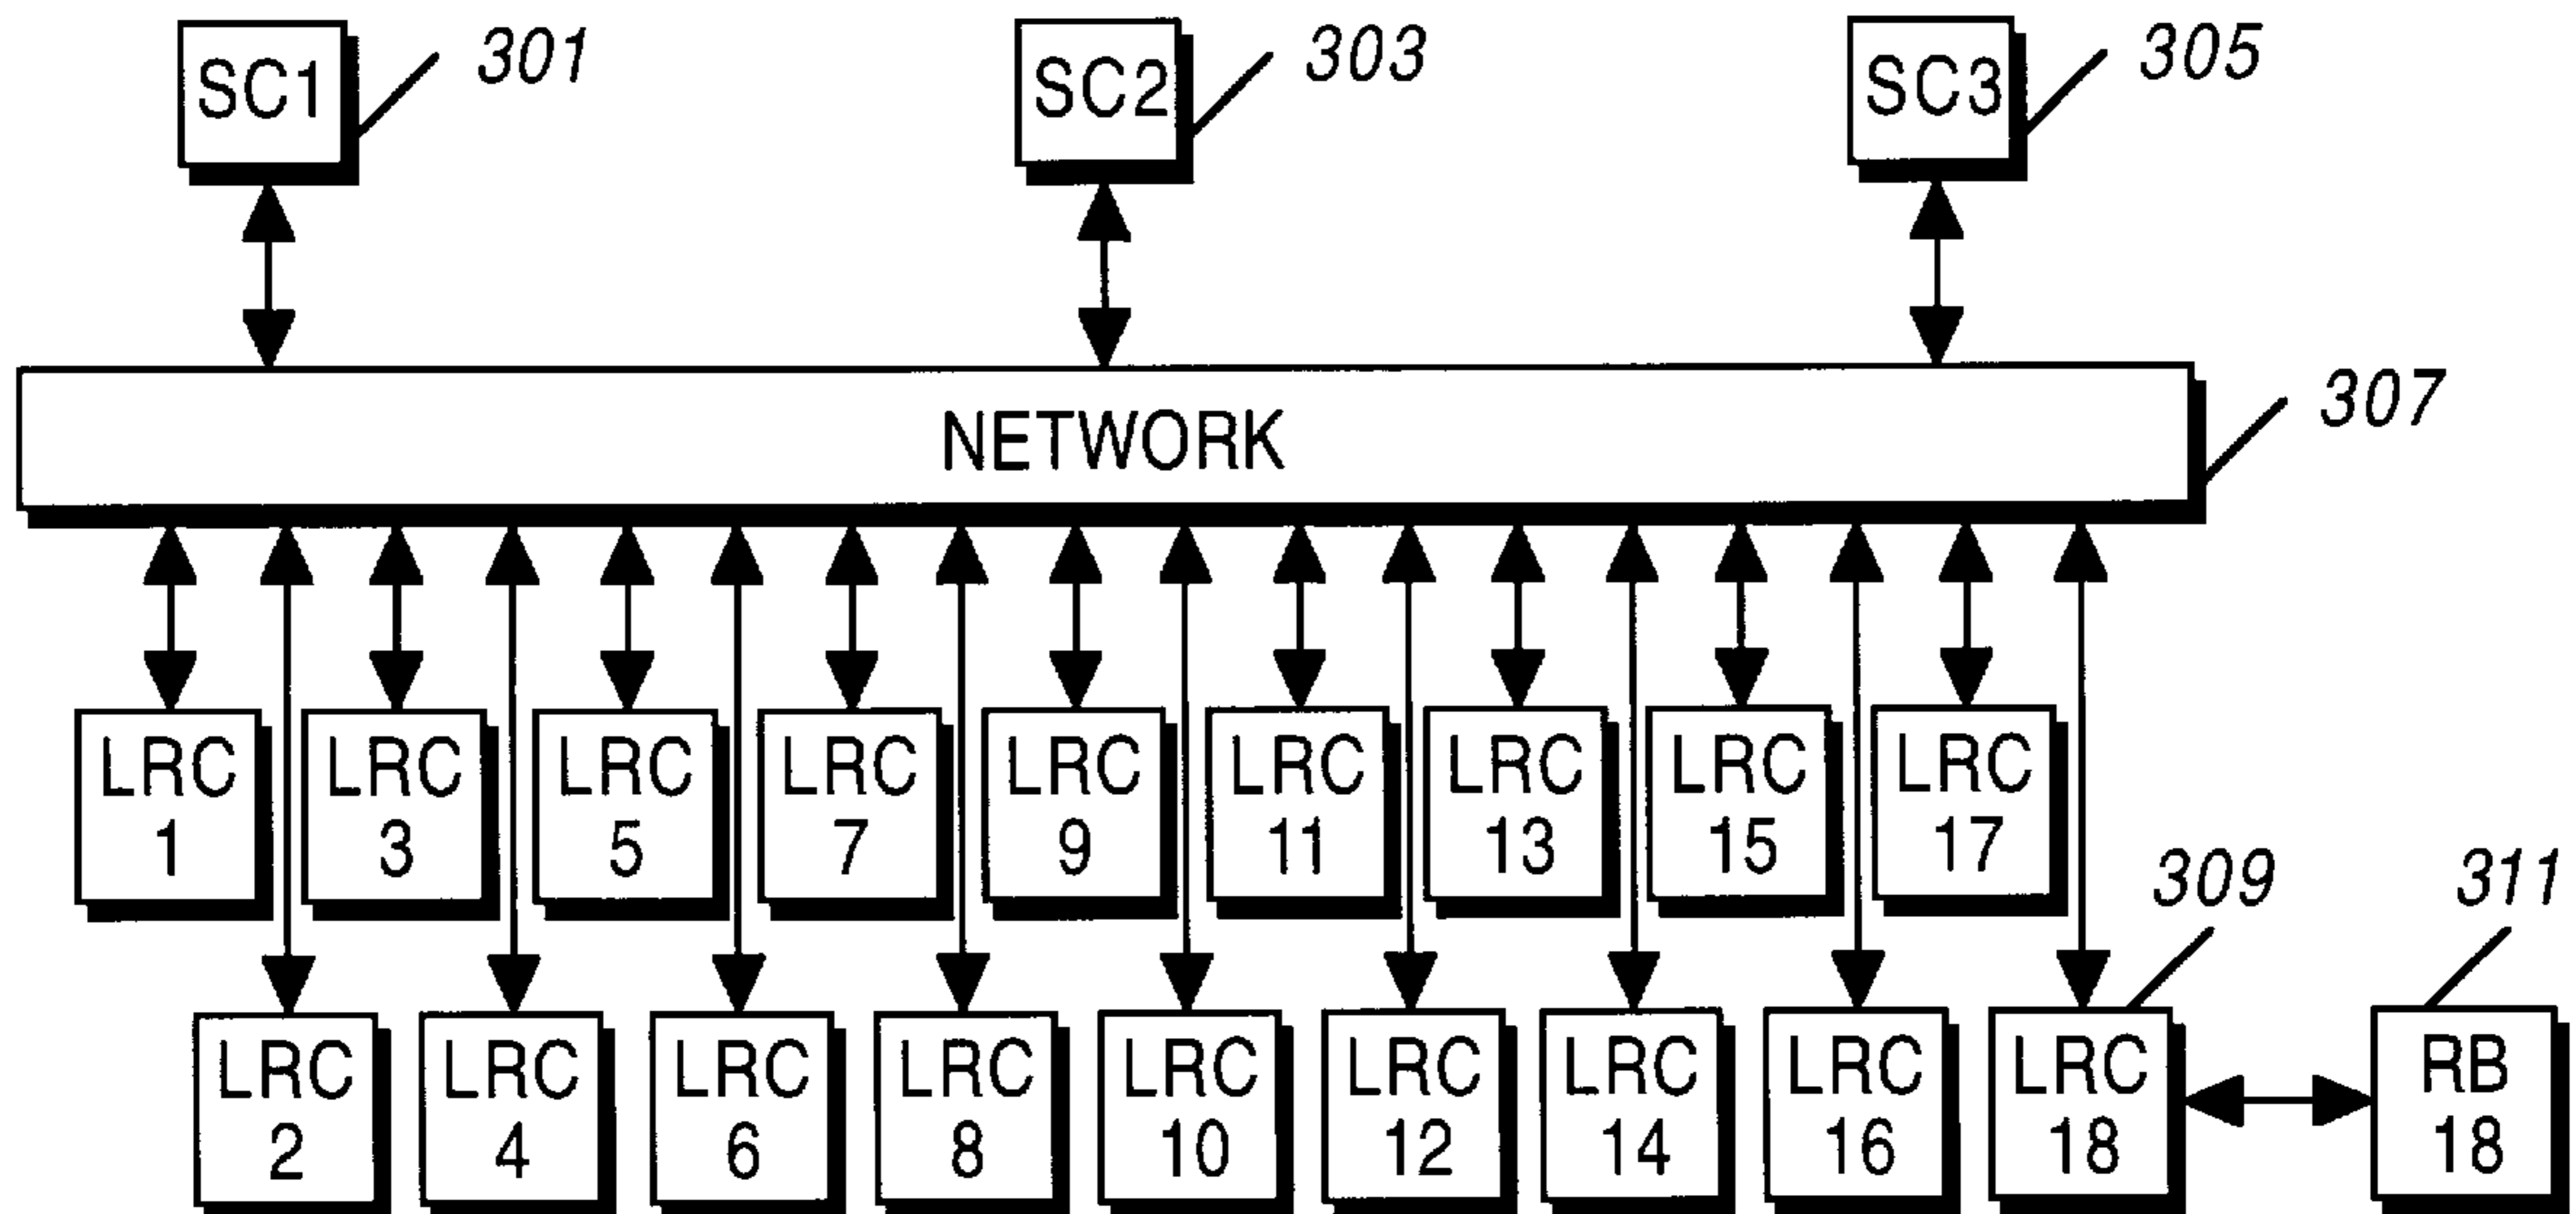 SC1 301 SC2 303 SC3 305
NETWORK 307
LRC LRC LRC LRC LRC LRC LRC LRC LRC
1 3 5 7 9 11 13 15 17
309 311
LRC LRC LRC LRC LRC LRC LRC LRC LRC RB
2 4 6 8 10 12 14 16 18 18